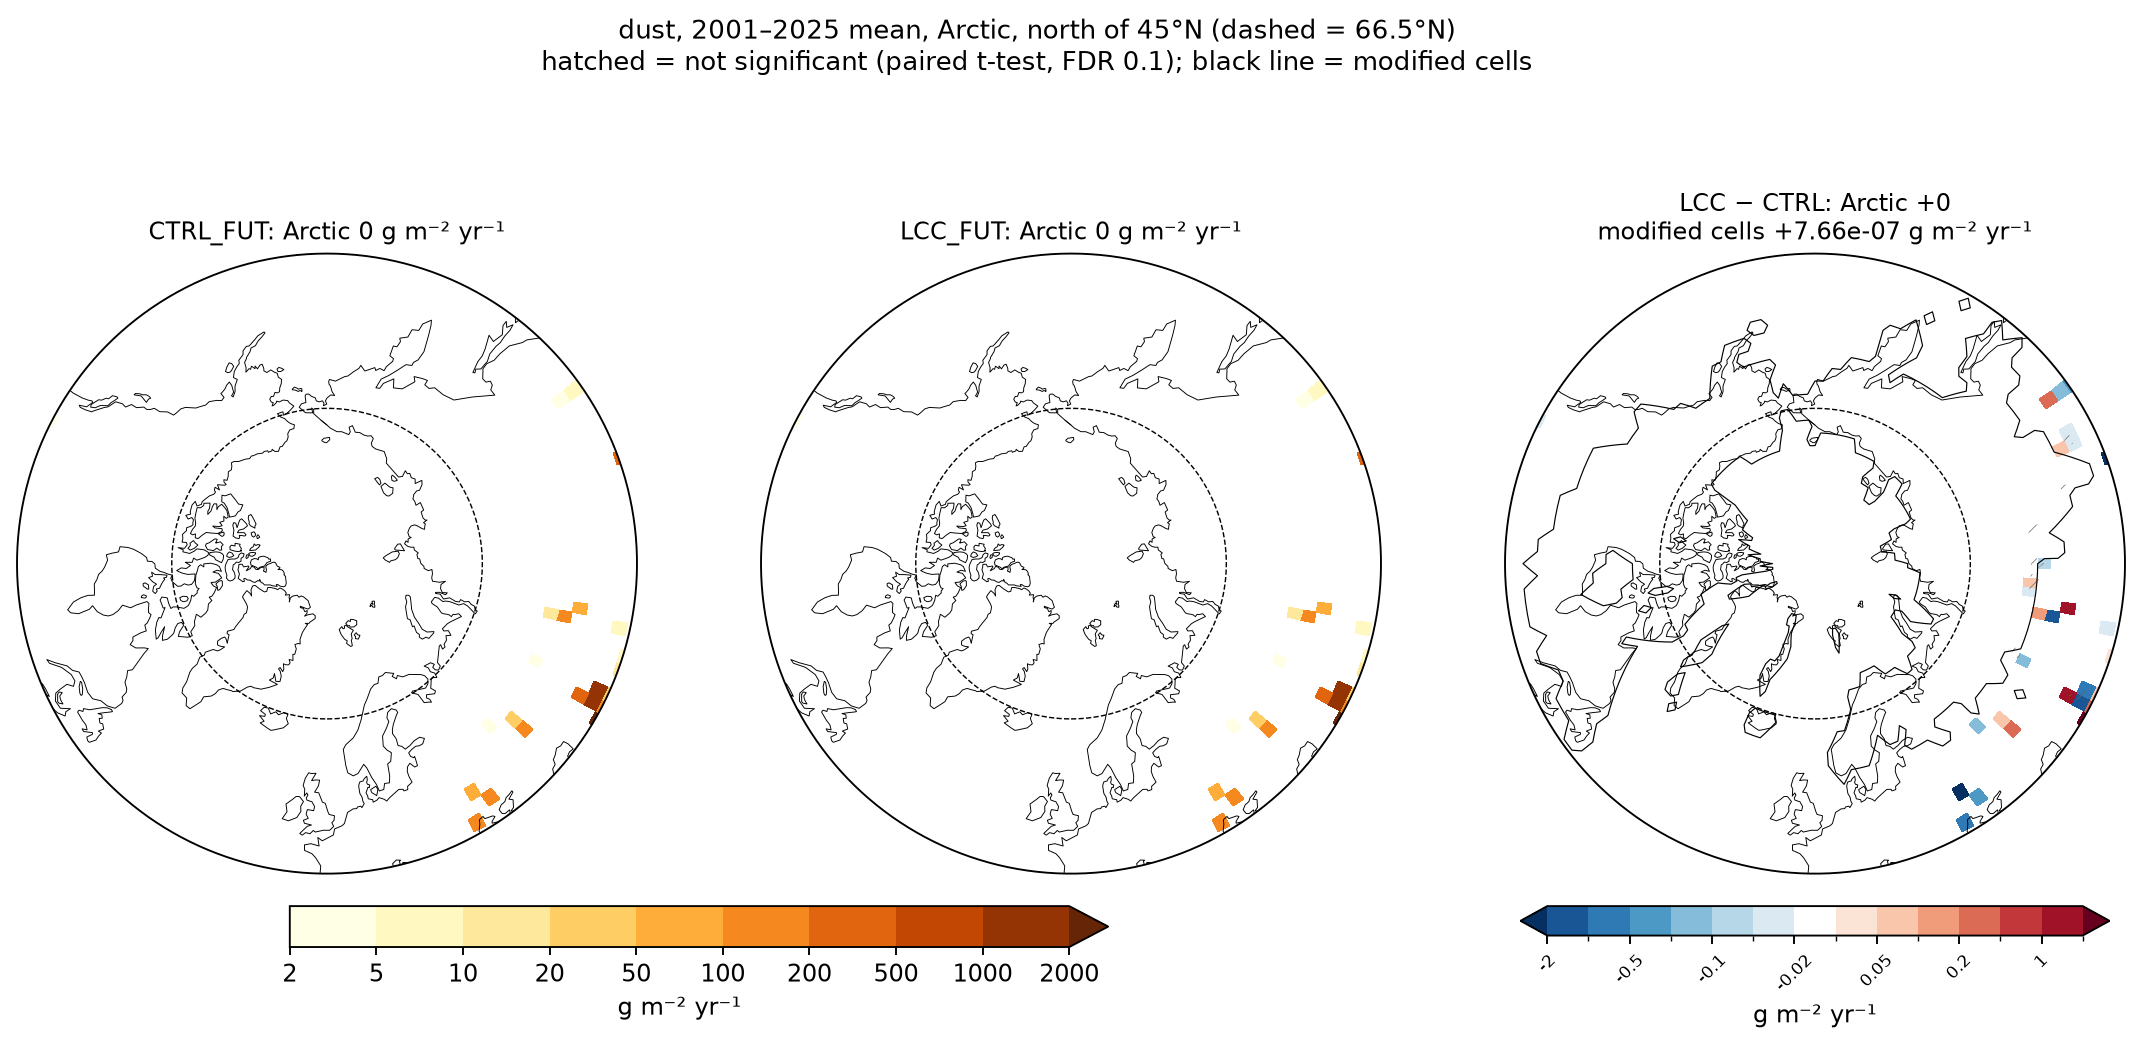 dust, 2001–2025 mean, Arctic, north of 45°N (dashed = 66.5°N)
hatched = not significant (paired t-test, FDR 0.1); black line = modified cells
CTRL_FUT: Arctic 0 g m⁻² yr⁻¹
LCC_FUT: Arctic 0 g m⁻² yr⁻¹
LCC − CTRL: Arctic +0
modified cells +7.66e-07 g m⁻² yr⁻¹
2 5 10 20 50 100 200 500 1000 2000
g m⁻² yr⁻¹
-2 -0.5 -0.1 -0.02 0.05 0.2 1
g m⁻² yr⁻¹